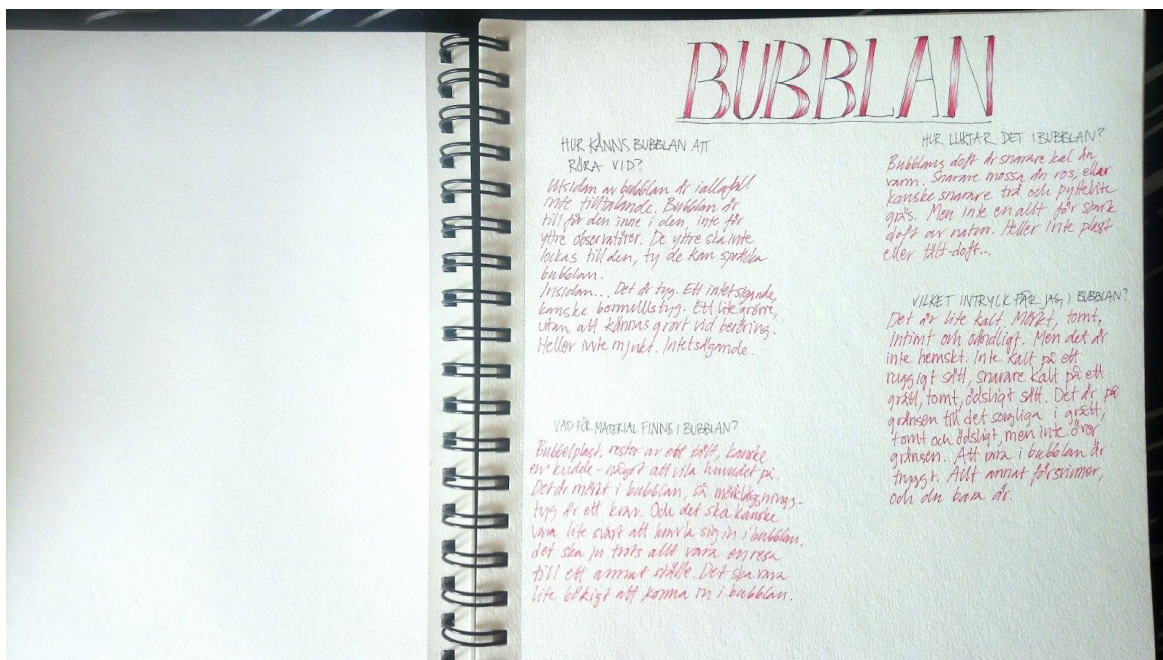 BUBBLAN
HUR KÄNNS BUBBLAN ATT
RÖRA VID?
Utsidan av bubblan är iallafall
inte tilltalande. Bubblan är
till för den inne i den, inte för
yttre observatörer. De yttre ska inte
lockas till den, ty de kan spräcka
bubblan.
Insidan... Det är tyg. Ett intetsägande,
kanske bomullstyg. Ett lite grövre,
utan att kännas grovt vid beröring.
Heller inte mjukt. Intetsägande.
VAD FÖR MATERIAL FINNS I BUBBLAN?
Bubbelplast, rester av ett tält, kanske
en kudde - något att vila huvudet på.
Det är mörkt i bubblan, så mörkläggnings-
tyg är ett krav. Och det ska kanske
vara lite svårt att krävla sig in i bubblan,
det ska ju trots allt vara en resa
till ett annat ställe. Det ska vara
lite bökigt att komma in i bubblan.
HUR LUKTAR DET I BUBBLAN?
Bubblans doft är snarare kal än
varm. Snarare mossa än ros, eller
kanske snarare trä och pyttelite
gräs. Men inte en allt för stark
doft av natur. Heller inte plast
eller tält-doft...
VILKET INTRYCK FÅR JAG I BUBBLAN?
Det är lite kallt. Mörkt, tomt,
intimt och oändligt. Men det är
inte hemskt. Inte kallt på ett
ruggigt sätt, snarare kalt på ett
grått, tomt, ödsligt sätt. Det är på
gränsen till det sorgliga i grått,
tomt och ödsligt, men inte över
gränsen. Att vara i bubblan är
tryggt. Allt annat försvinner,
och du bara är.